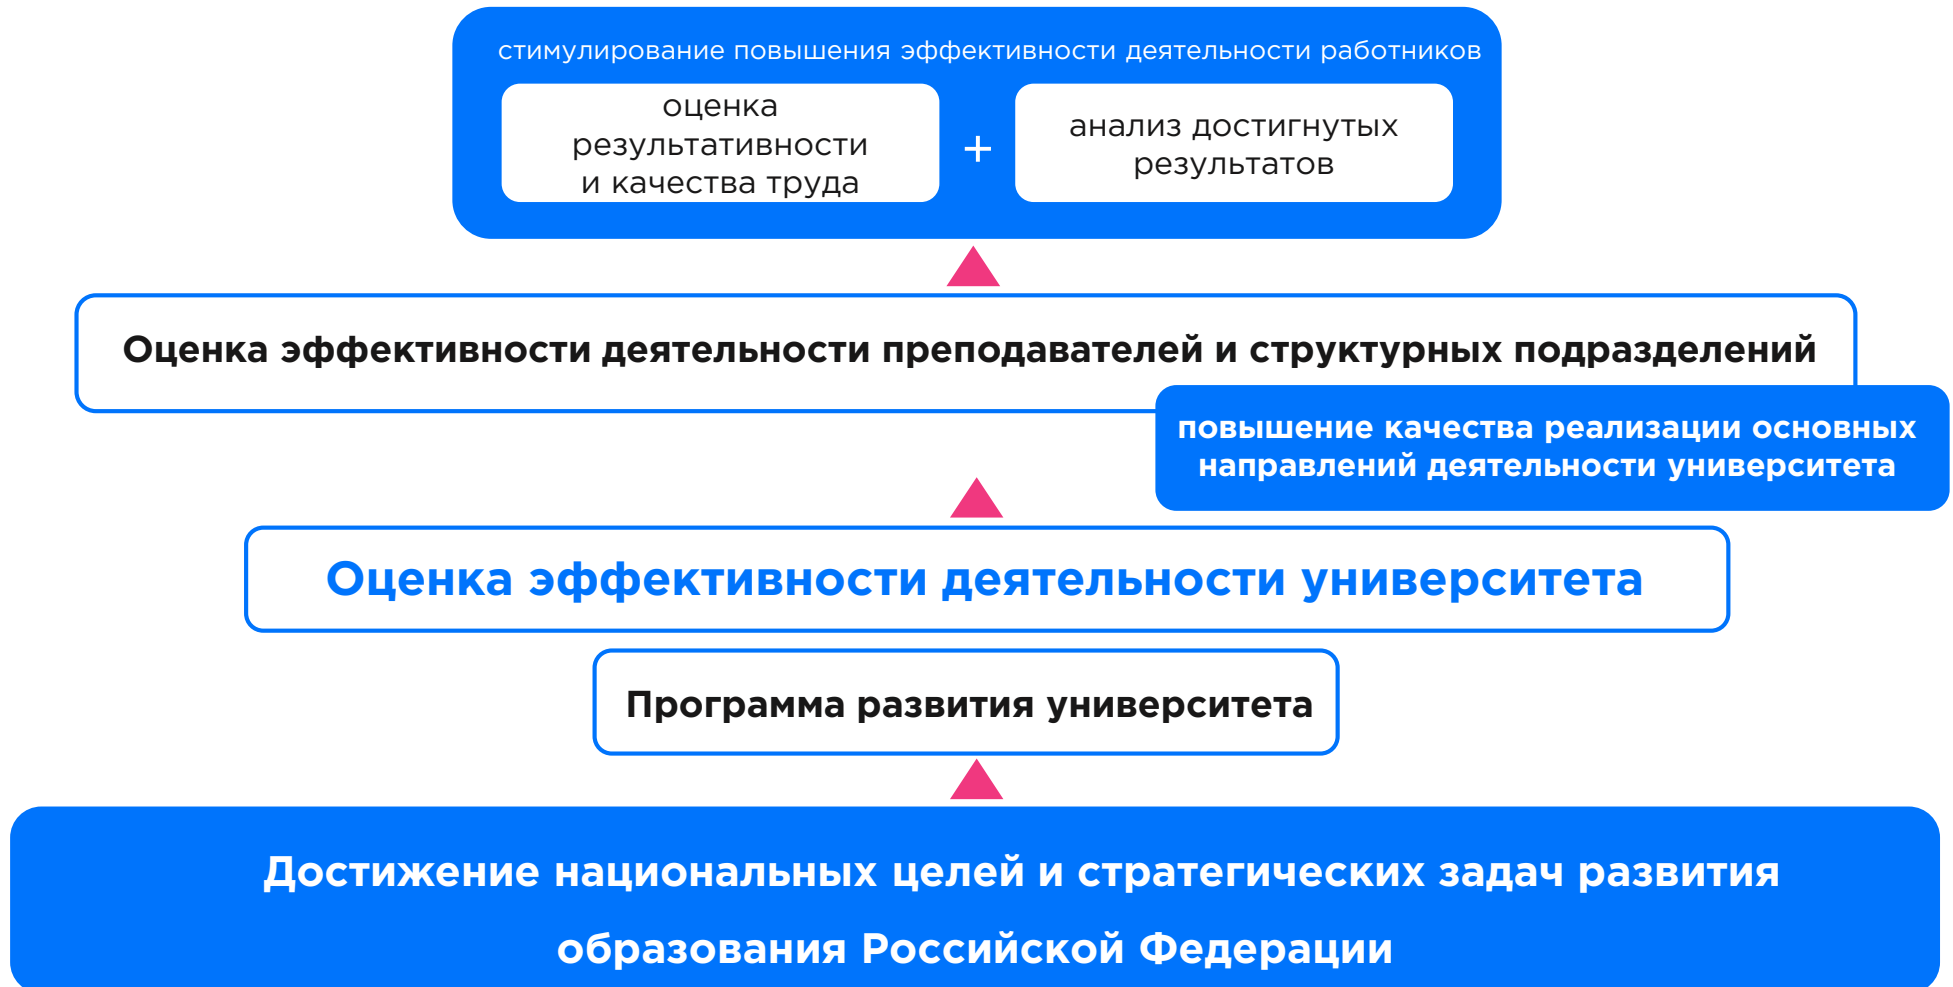 стимулирование повышения эффективности деятельности работников
оценка
результативности
и качества труда
+
анализ достигнутых
результатов
Оценка эффективности деятельности преподавателей и структурных подразделений
повышение качества реализации основных
направлений деятельности университета
Оценка эффективности деятельности университета
Программа развития университета
Достижение национальных целей и стратегических задач развития
образования Российской Федерации